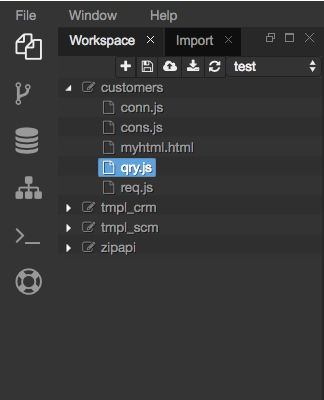 File Window Help
Workspace Import
test
customers
conn.js
cons.js
myhtml.html
qry.js
req.js
tmpl_crm
tmpl_scm
zipapi